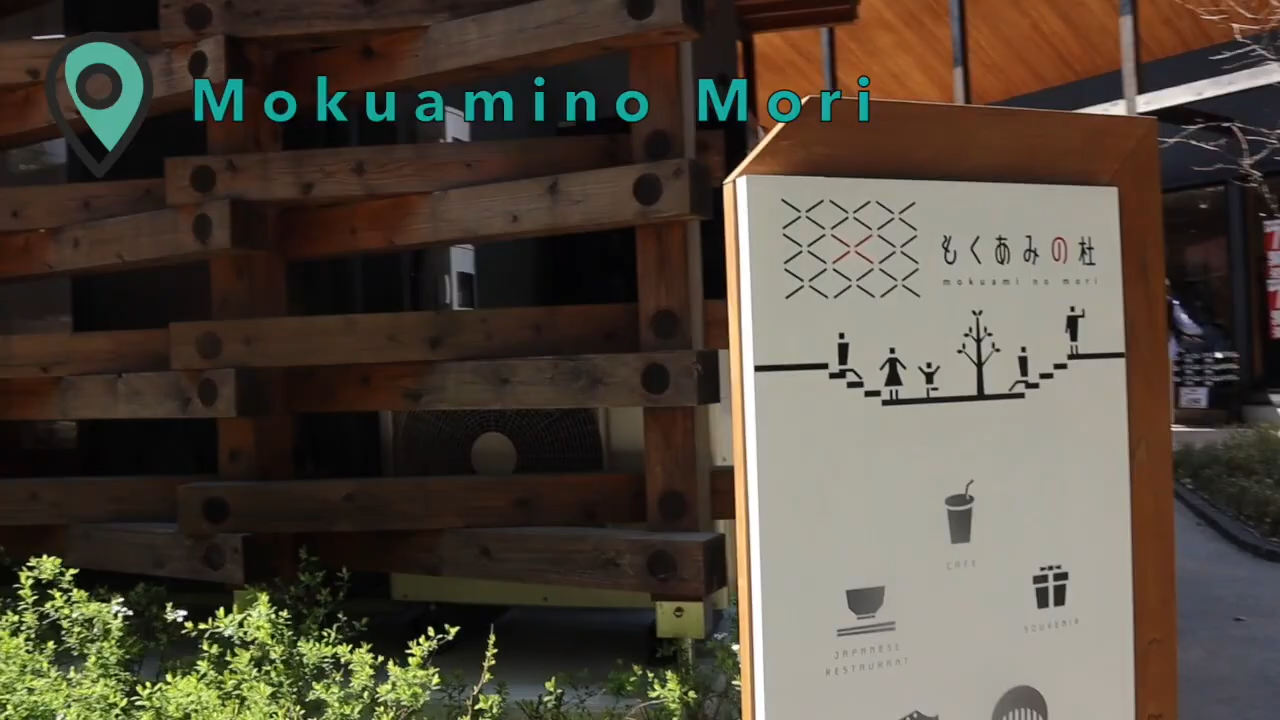 Mokuamino Mori
もくあみの杜
mokuami no mori
CAFE
SOUVENIR
JAPANESE
RESTAURANT